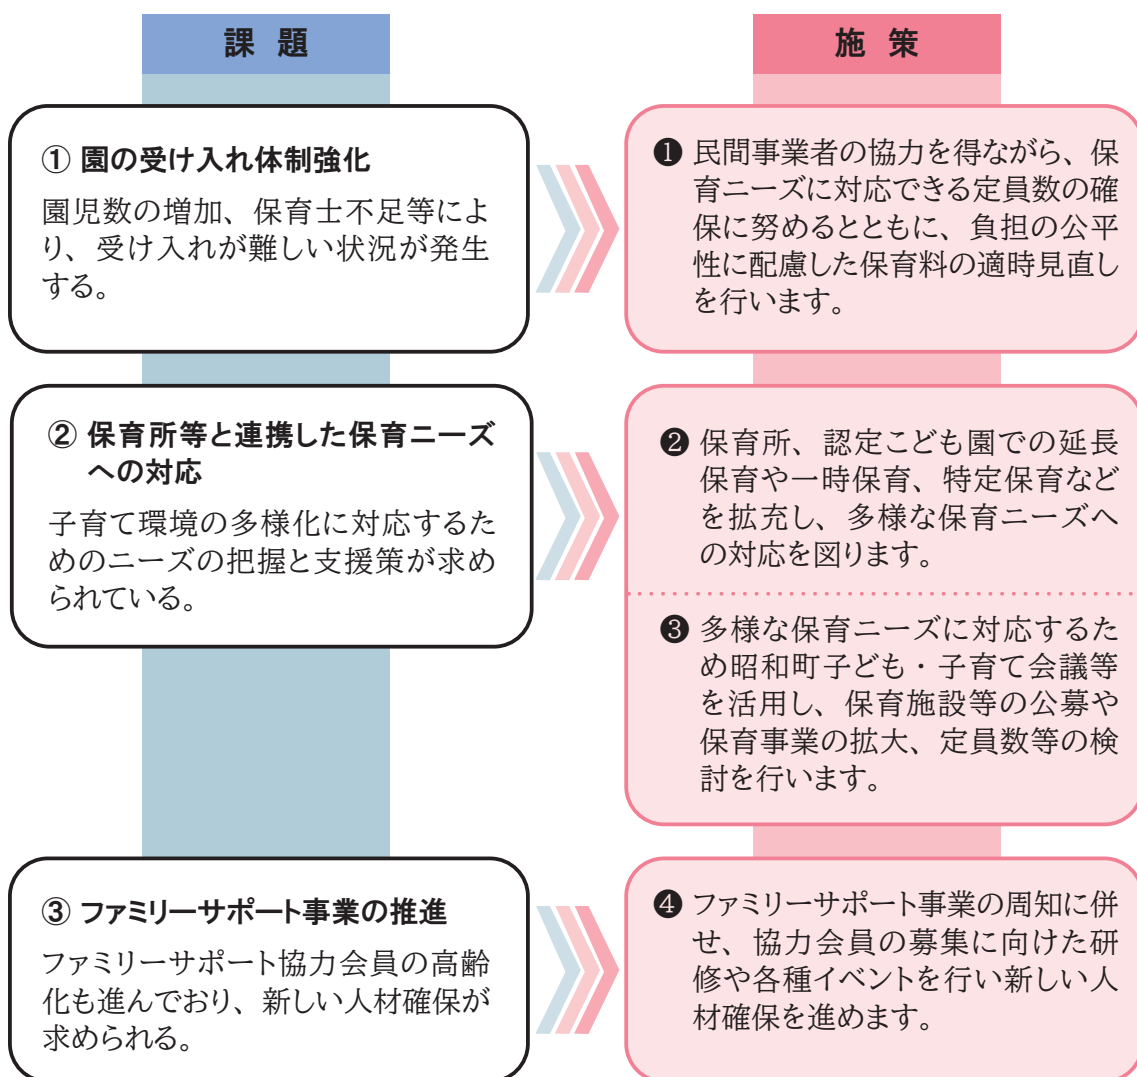 課 題
① 園の受け入れ体制強化
園児数の増加、保育士不足等によ
り、受け入れが難しい状況が発生
する。
② 保育所等と連携した保育ニーズ
への対応
子育て環境の多様化に対応するた
めのニーズの把握と支援策が求め
られている。
③ ファミリーサポート事業の推進
ファミリーサポート協力会員の高齢
化も進んでおり、新しい人材確保が
求められる。
施 策
❶ 民間事業者の協力を得ながら、保
育ニーズに対応できる定員数の確
保に努めるとともに、負担の公平
性に配慮した保育料の適時見直し
を行います。
❷ 保育所、認定こども園での延長
保育や一時保育、特定保育など
を拡充し、多様な保育ニーズへ
の対応を図ります。
❸ 多様な保育ニーズに対応するた
め昭和町子ども・子育て会議等
を活用し、保育施設等の公募や
保育事業の拡大、定員数等の検
討を行います。
❹ ファミリーサポート事業の周知に併
せ、協力会員の募集に向けた研
修や各種イベントを行い新しい人
材確保を進めます。